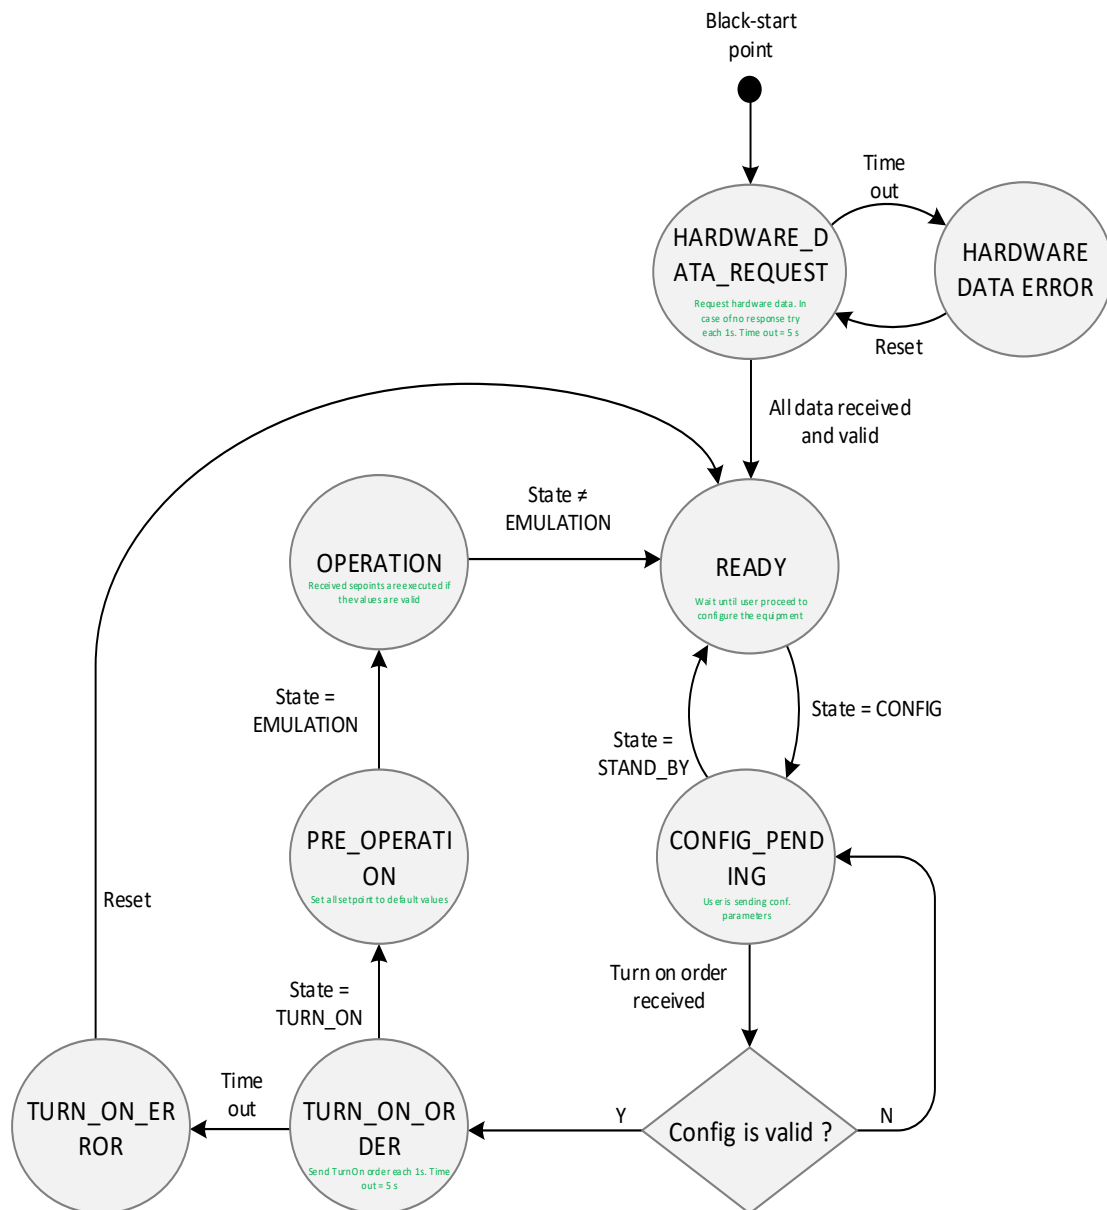 Black-start
point
Time
out
HARDWARE_D
ATA_REQUEST
Request hardware data. In
case of no response try
each 1s. Time out = 5 s
HARDWARE
DATA ERROR
Reset
All data received
and valid
State ≠
EMULATION
OPERATION
Received sepoints are executed if
the values are valid
READY
Wait until user proceed to
configure the equipment
State =
EMULATION
State = CONFIG
State =
STAND_BY
PRE_OPERATI
ON
Set all setpoint to default values
CONFIG_PEND
ING
User is sending conf.
parameters
Reset
State =
TURN_ON
Turn on order
received
TURN_ON_ER
ROR
Time
out
TURN_ON_OR
DER
Send TurnOn order each 1s. Time
out = 5 s
Y
Config is valid ?
N